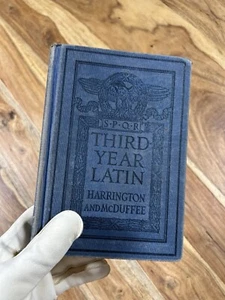 S·P·Q·R
THIRD
YEAR
LATIN
HARRINGTON
AND MCDUFFEE